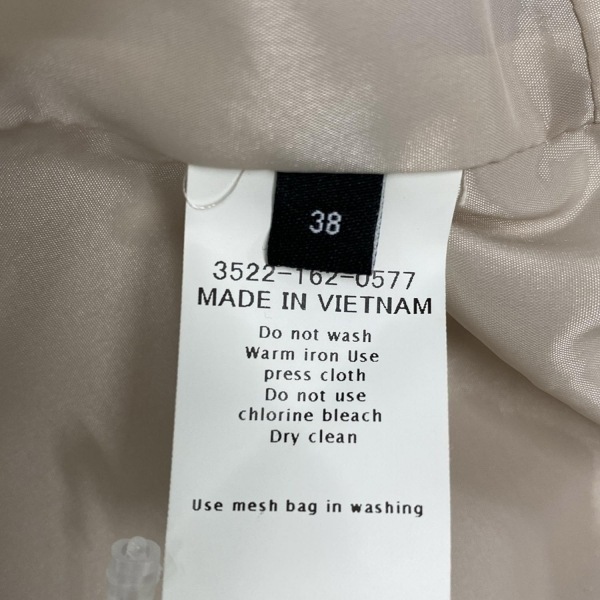 38
3522-162-0577
MADE IN VIETNAM
Do not wash
Warm iron Use
press cloth
Do not use
chlorine bleach
Dry clean
Use mesh bag in washing